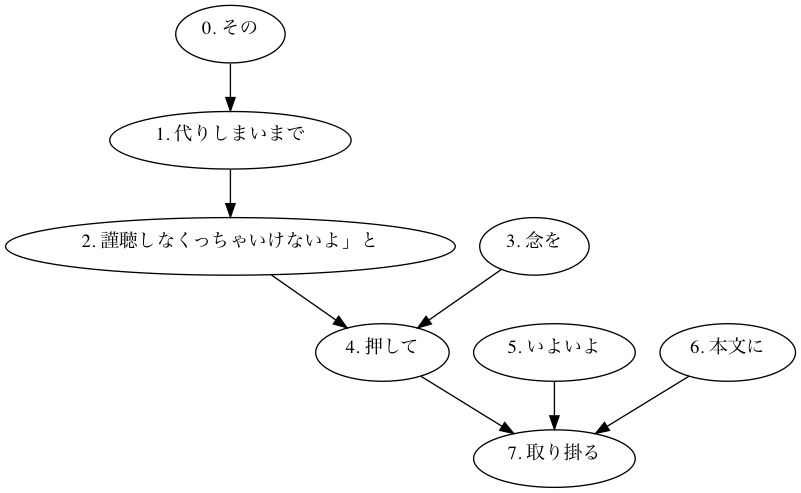 0. その
1. 代りしまいまで
2. 謹聴しなくっちゃいけないよ」と
3. 念を
4. 押して
5. いよいよ
6. 本文に
7. 取り掛る